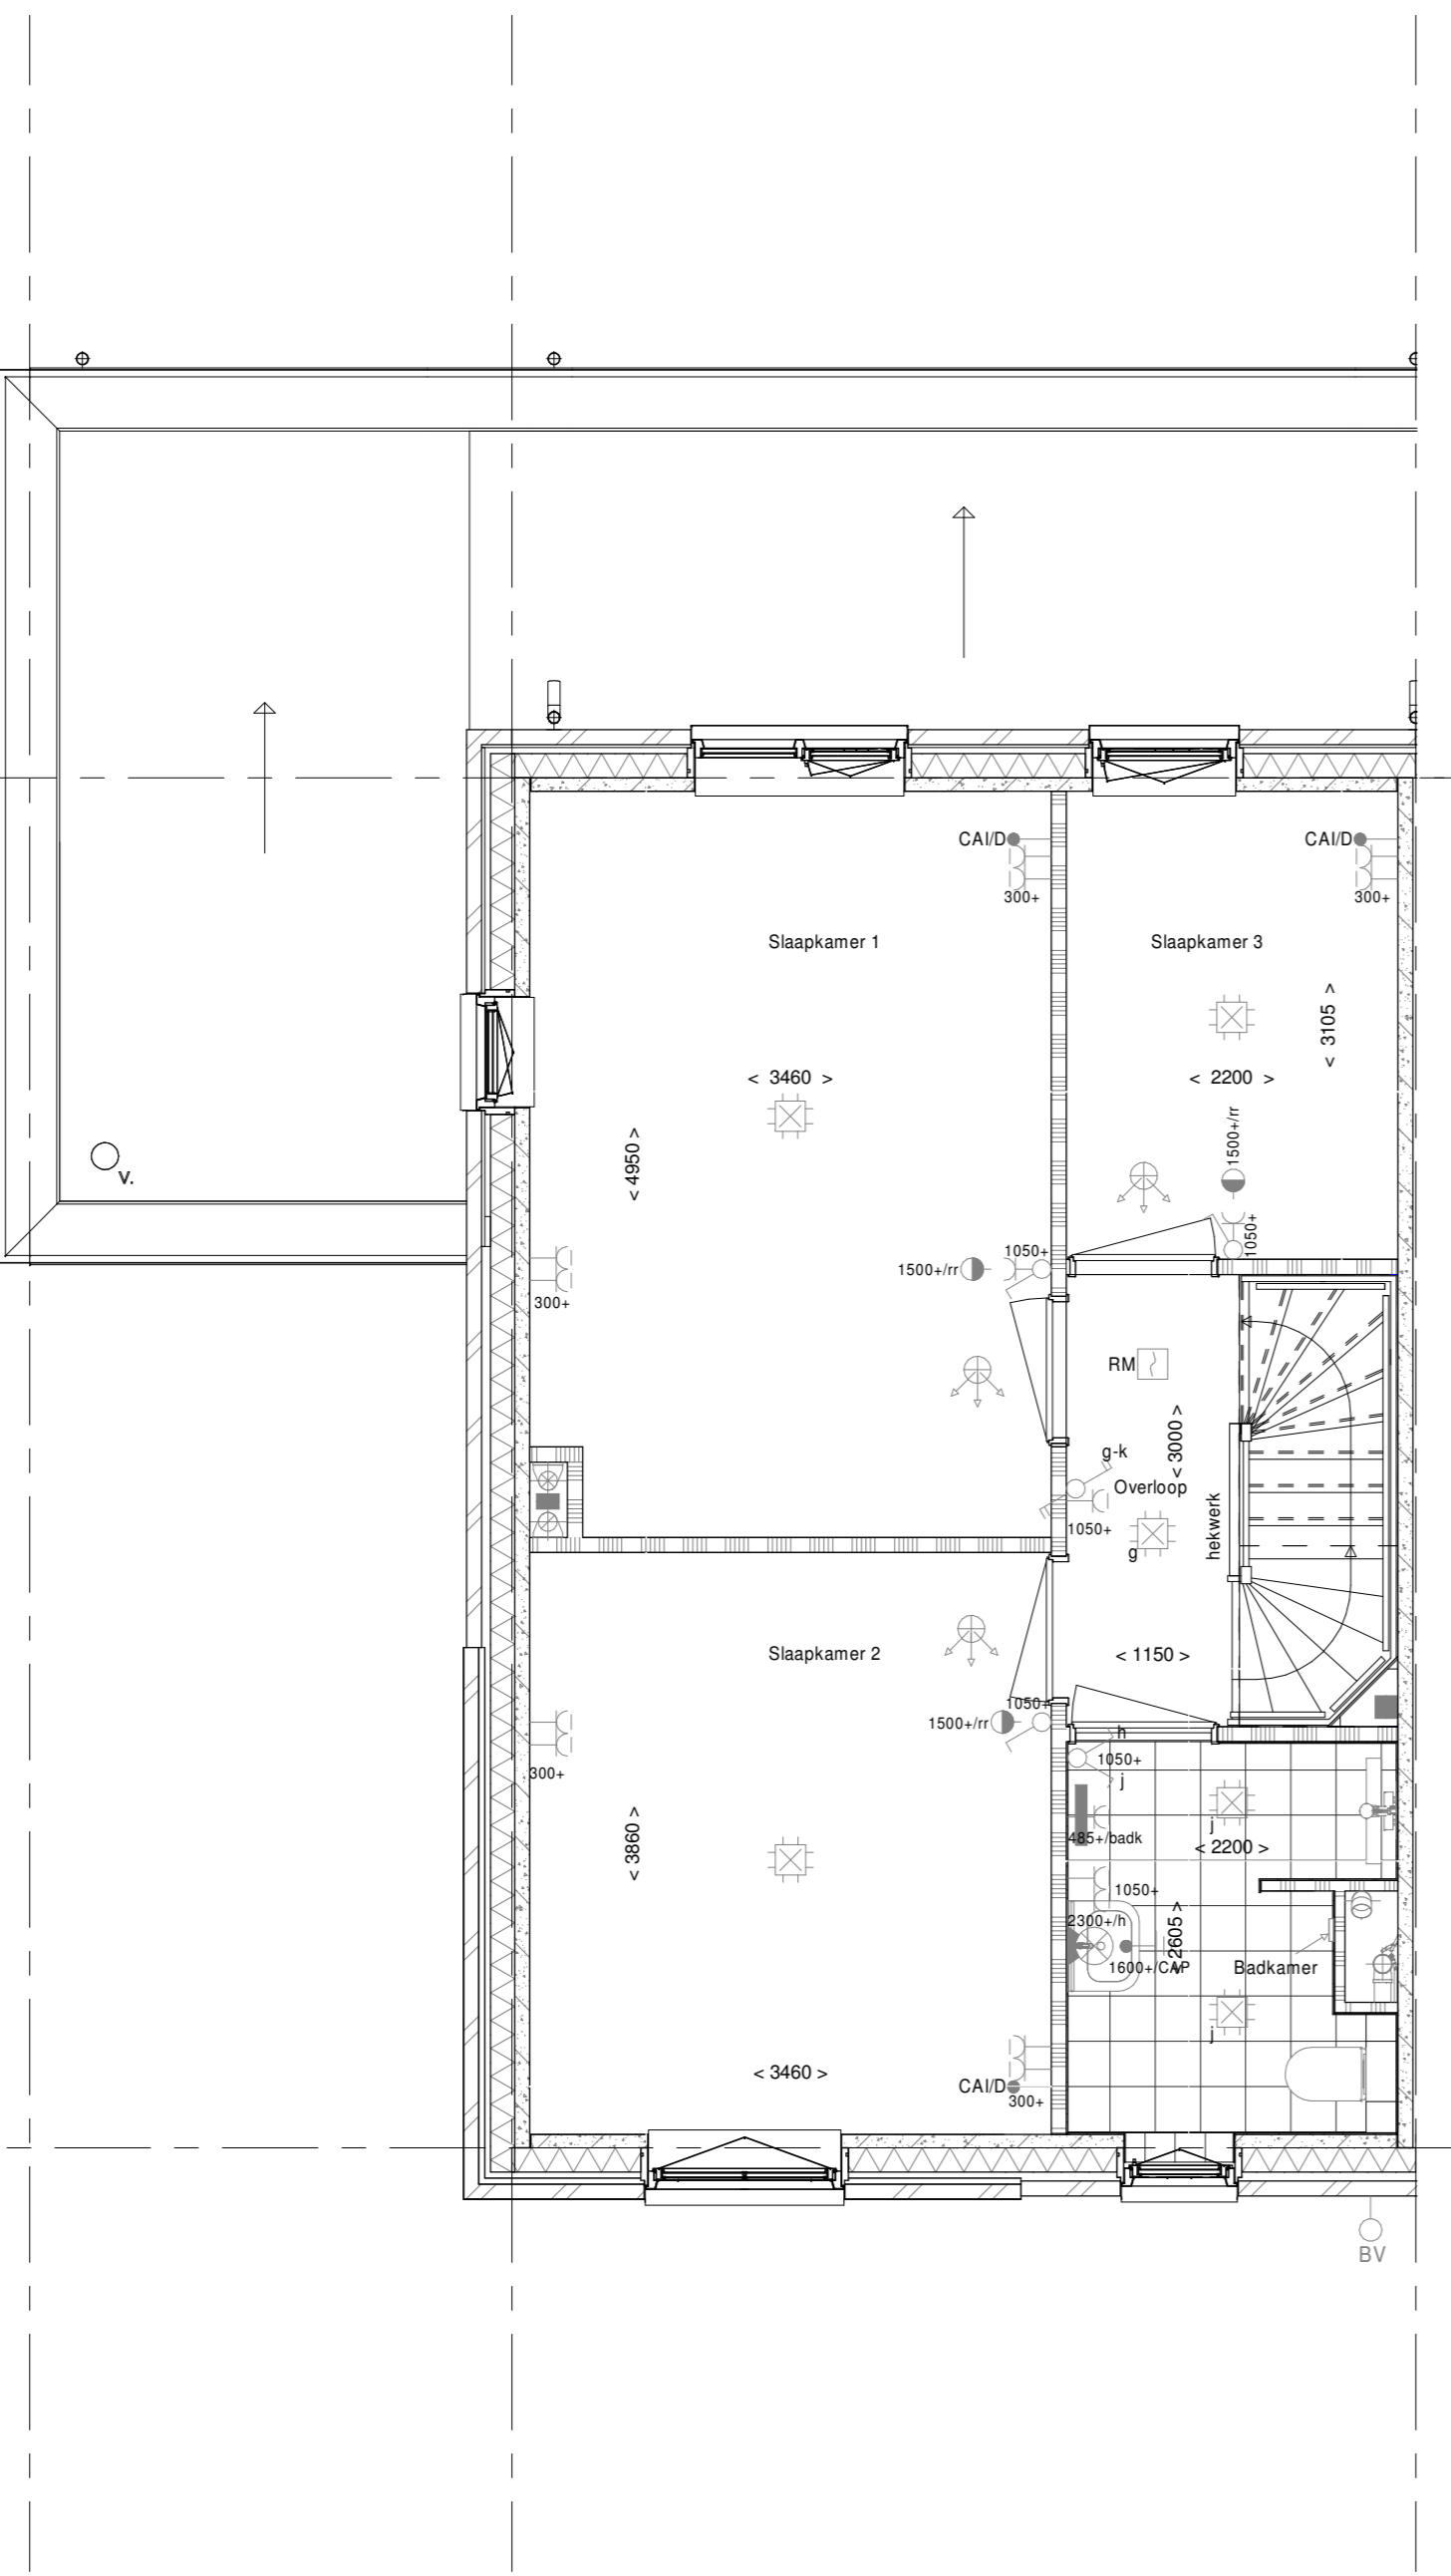 CAI/D
CAI/D
300+
300+
Slaapkamer 1
Slaapkamer 3
< 3105 >
< 3460 >
< 2200 >
1500+/rr
< 4950 >
V.
1050+
1050+
1500+/rr
300+
RM
< 3000 >
g-k
Overloop
hekwerk
1050+
g
Slaapkamer 2
< 1150 >
1050+
1500+/rr
h
1050+
300+
j
j
485+/badk
< 2200 >
< 3860 >
1050+
2300+/h
< 2605 >
1600+/CAP
Badkamer
j
< 3460 >
CAI/D
300+
BV